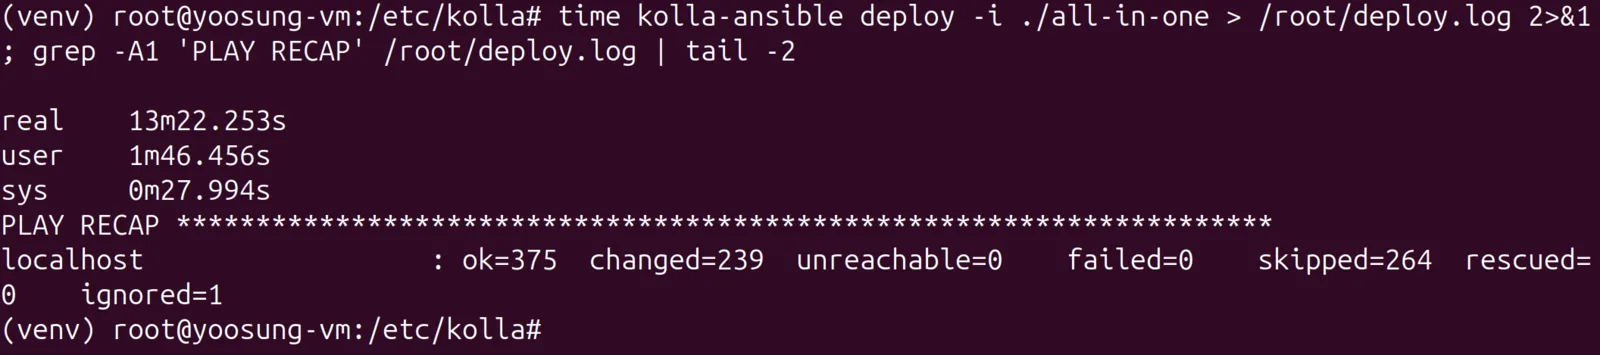 (venv) root@yoosung-vm:/etc/kolla# time kolla-ansible deploy -i ./all-in-one > /root/deploy.log 2>&1
; grep -A1 'PLAY RECAP' /root/deploy.log | tail -2
real    13m22.253s
user    1m46.456s
sys     0m27.994s
PLAY RECAP *********************************************************************
localhost                  : ok=375  changed=239  unreachable=0    failed=0    skipped=264  rescued=
0    ignored=1
(venv) root@yoosung-vm:/etc/kolla#